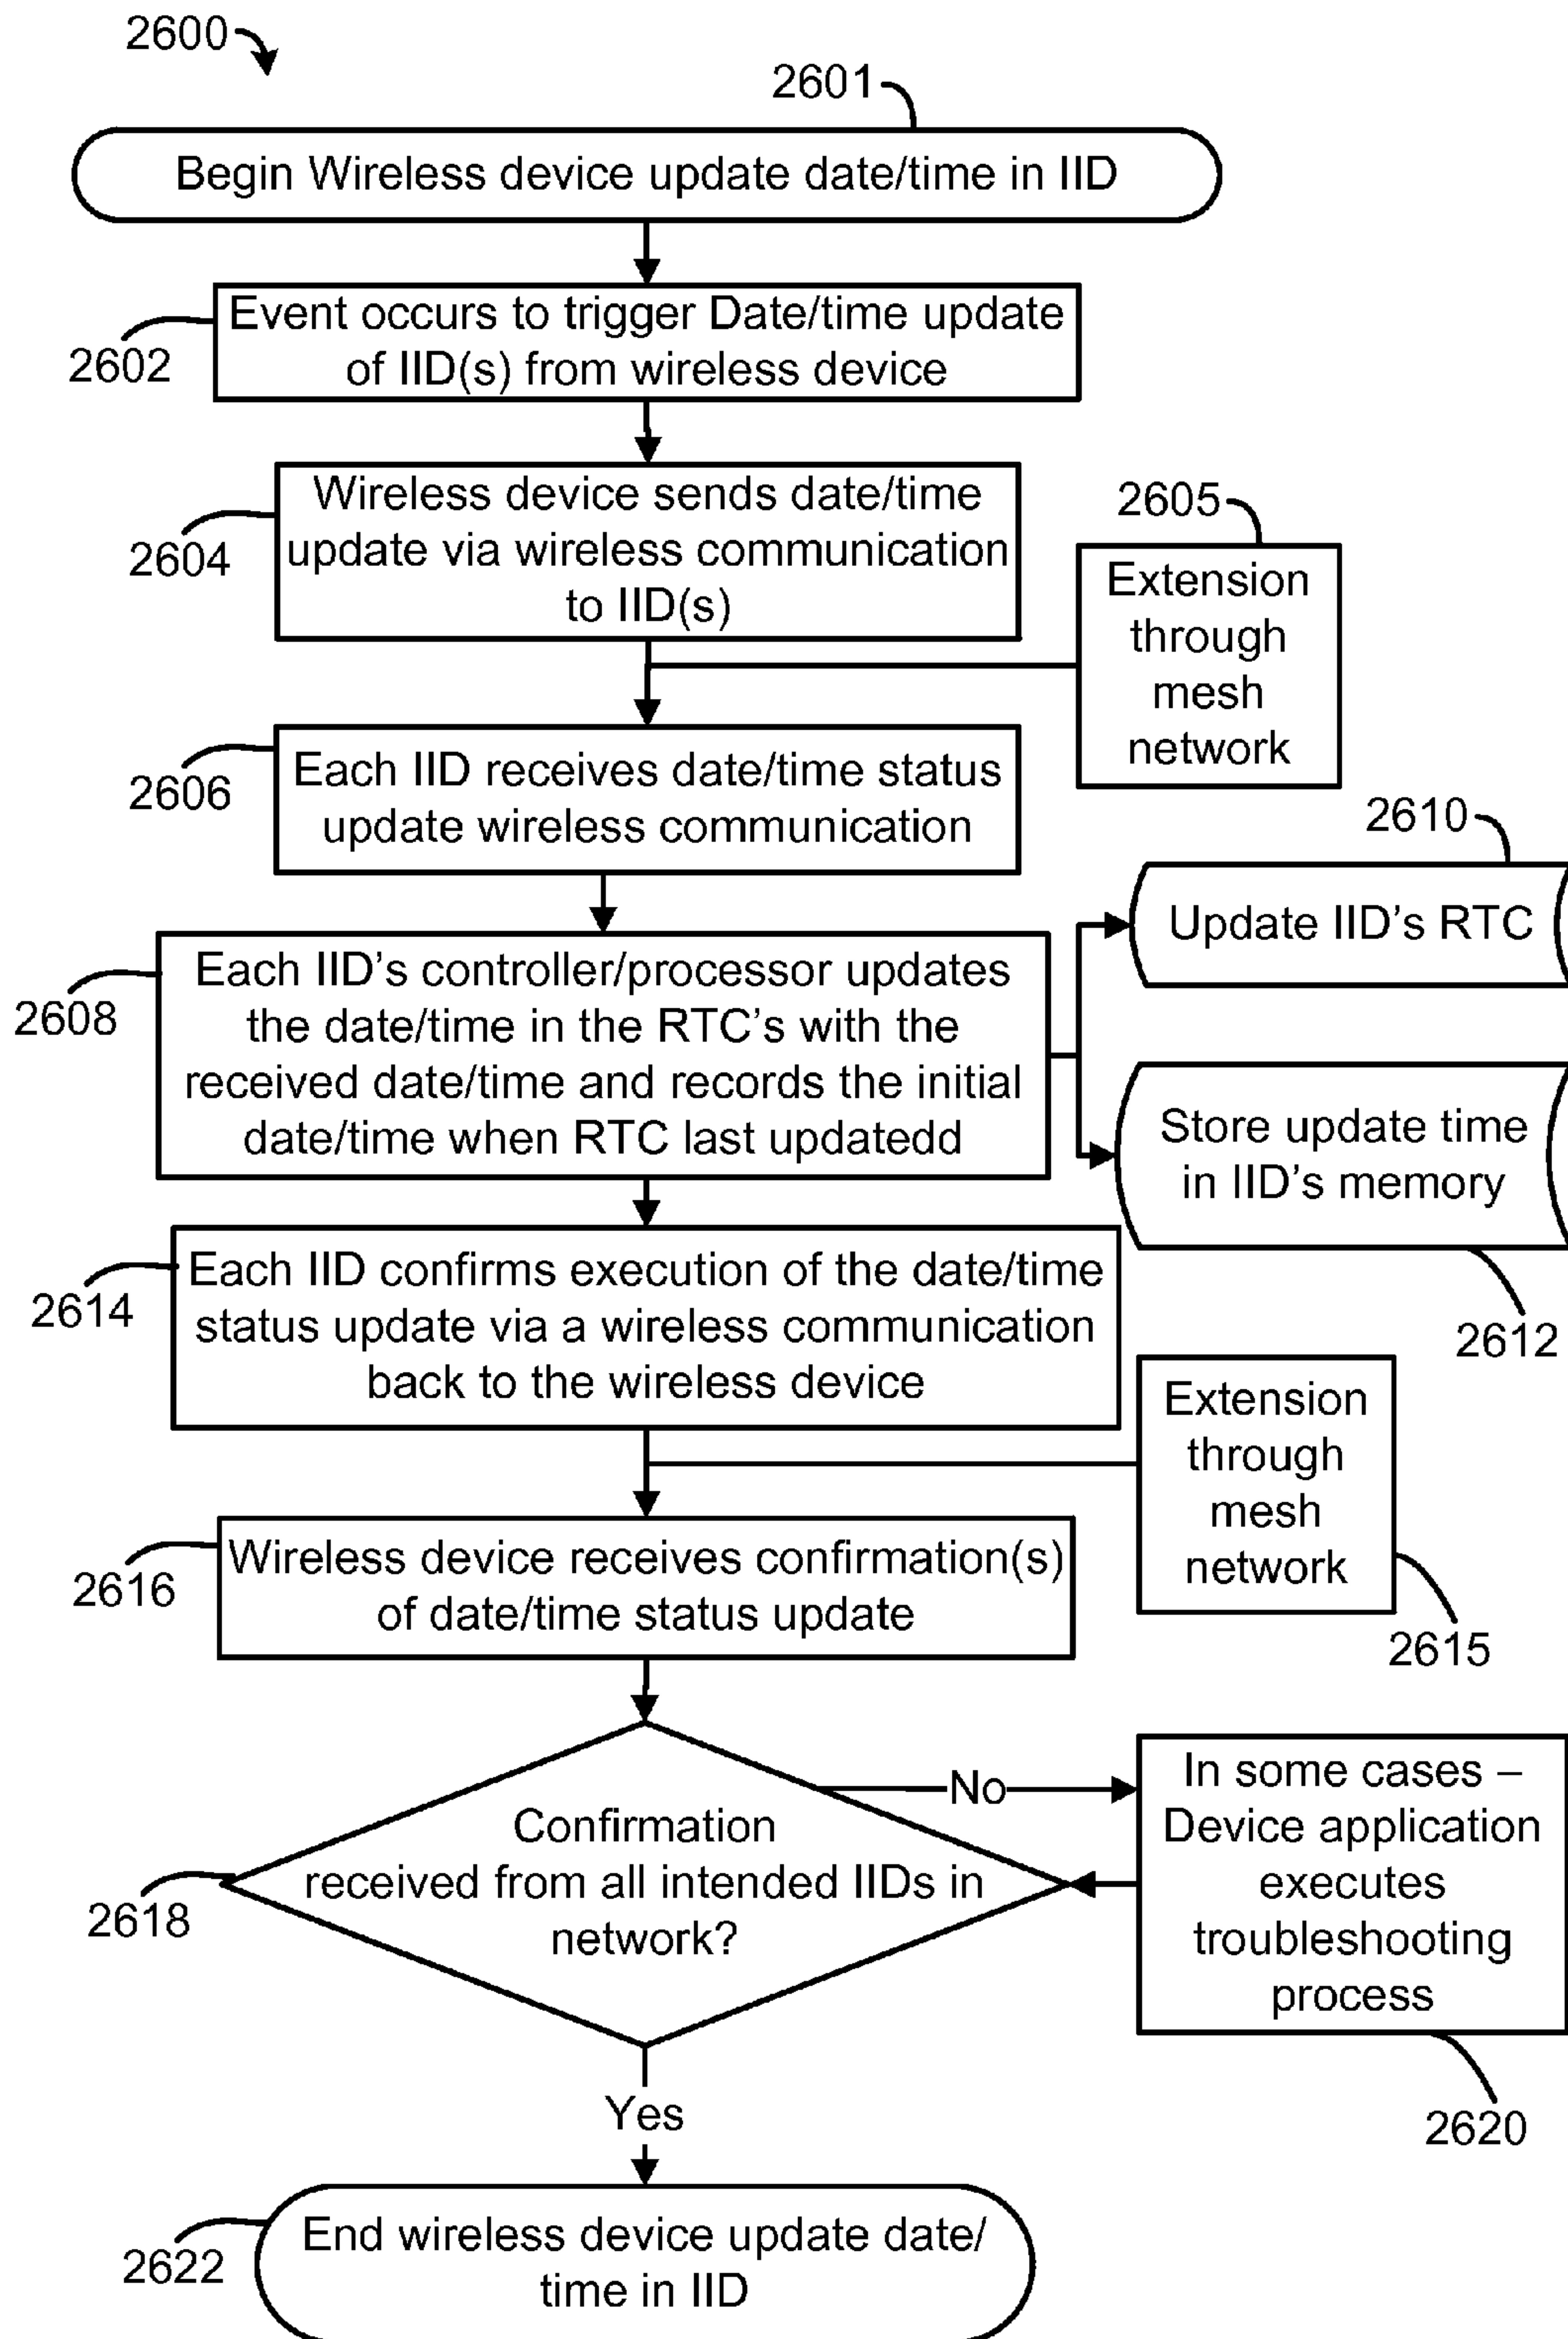 2600
2601
Begin Wireless device update date/time in IID
Event occurs to trigger Date/time update
of IID(s) from wireless device
2602
Wireless device sends date/time
update via wireless communication
to IID(s)
2604
2605
Extension
through
mesh
network
Each IID receives date/time status
update wireless communication
2606
2610
Update IID's RTC
Each IID's controller/processor updates
the date/time in the RTC's with the
received date/time and records the initial
date/time when RTC last updatedd
2608
Store update time
in IID's memory
2612
Each IID confirms execution of the date/time
status update via a wireless communication
back to the wireless device
2614
Extension
through
mesh
network
2615
Wireless device receives confirmation(s)
of date/time status update
2616
Confirmation
received from all intended IIDs in
network?
2618
No
In some cases –
Device application
executes
troubleshooting
process
2620
Yes
End wireless device update date/
time in IID
2622